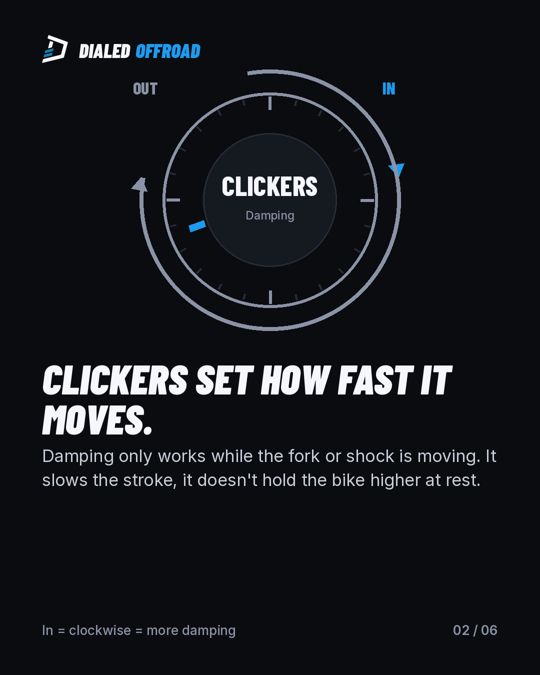 DIALED OFFROAD
OUT
IN
CLICKERS
Damping
CLICKERS SET HOW FAST IT
MOVES.
Damping only works while the fork or shock is moving. It
slows the stroke, it doesn't hold the bike higher at rest.
In = clockwise = more damping
02 / 06